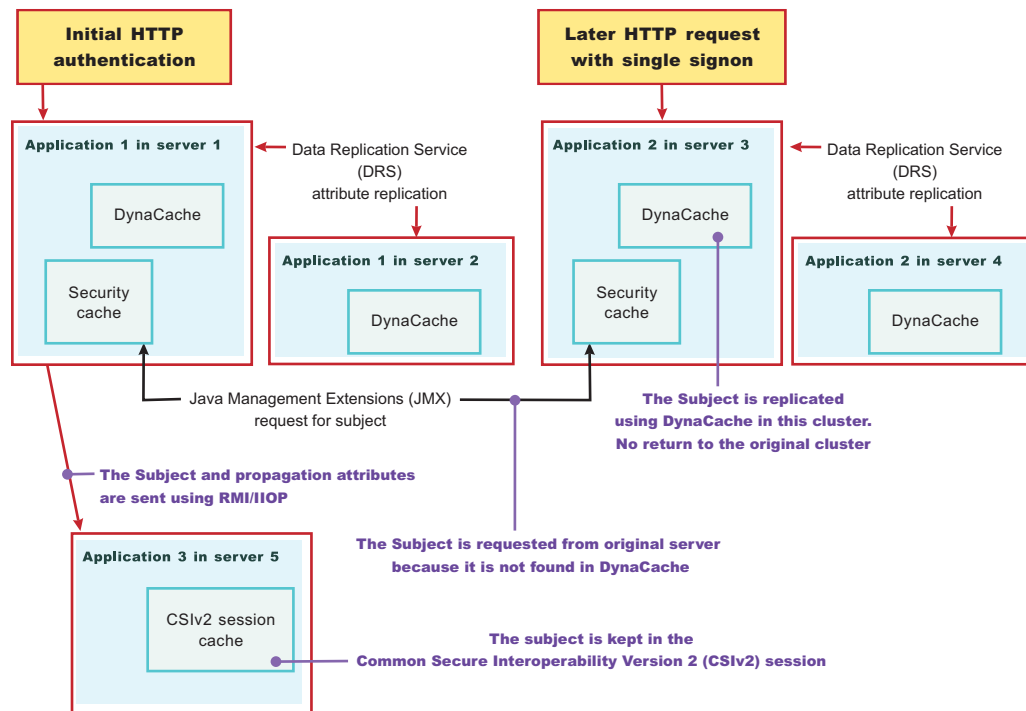 Initial HTTP
authentication
Later HTTP request
with single signon
Application 1 in server 1
DynaCache
Security
cache
Data Replication Service
(DRS)
attribute replication
Application 1 in server 2
DynaCache
Application 2 in server 3
DynaCache
Security
cache
Data Replication Service
(DRS)
attribute replication
Application 2 in server 4
DynaCache
Java Management Extensions (JMX)
request for subject
The Subject is replicated
using DynaCache in this cluster.
No return to the original cluster
The Subject and propagation attributes
are sent using RMI/IIOP
The Subject is requested from original server
because it is not found in DynaCache
Application 3 in server 5
CSIv2 session
cache
The subject is kept in the
Common Secure Interoperability Version 2 (CSIv2) session